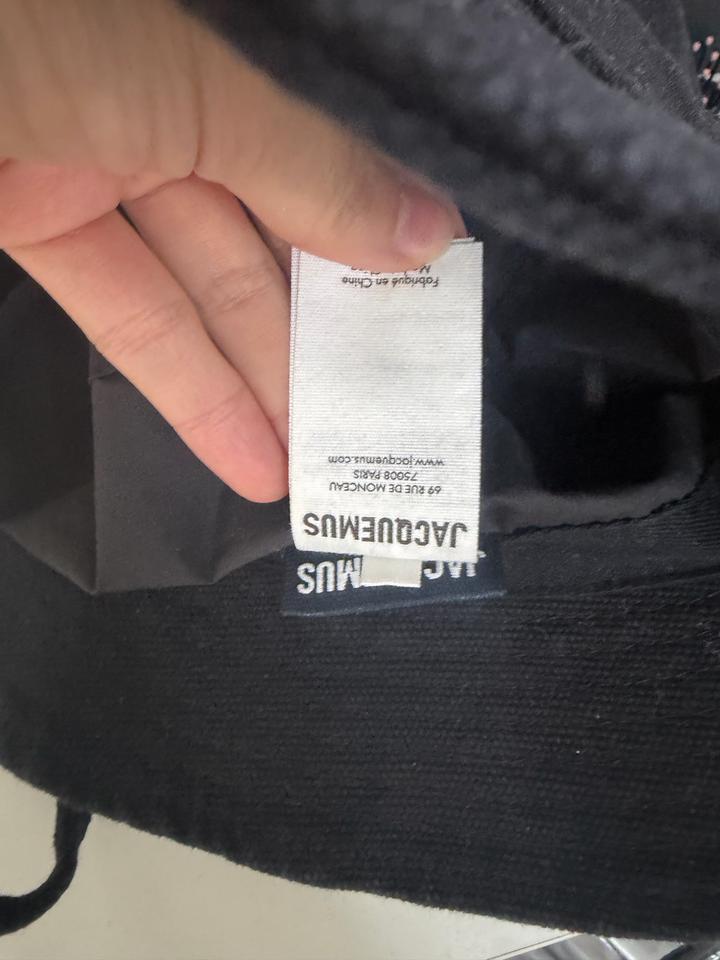 JACQUEMUS
69 RUE DE MONCEAU
75008 PARIS
www.jacquemus.com
Fabriqué en Chine